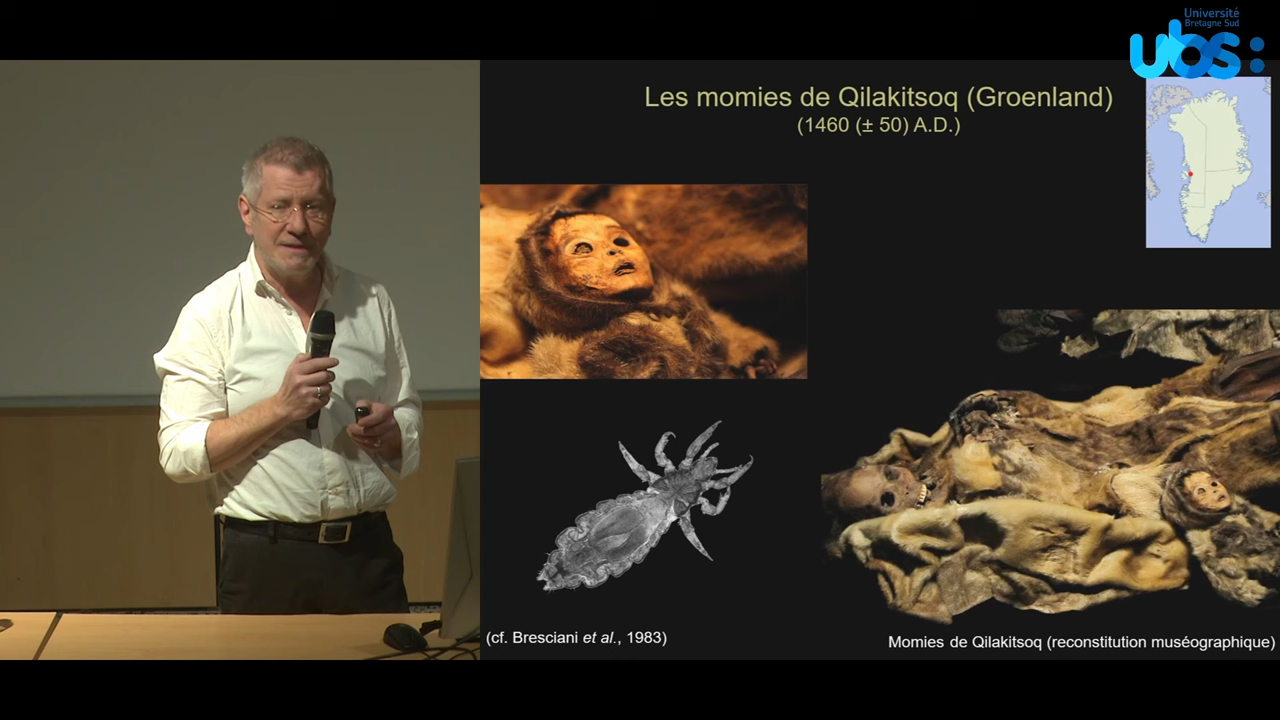 Université
Bretagne Sud
ubs:
Les momies de Qilakitsoq (Groenland)
(1460 (± 50) A.D.)
(cf. Bresciani et al., 1983)
Momies de Qilakitsoq (reconstitution muséographique)